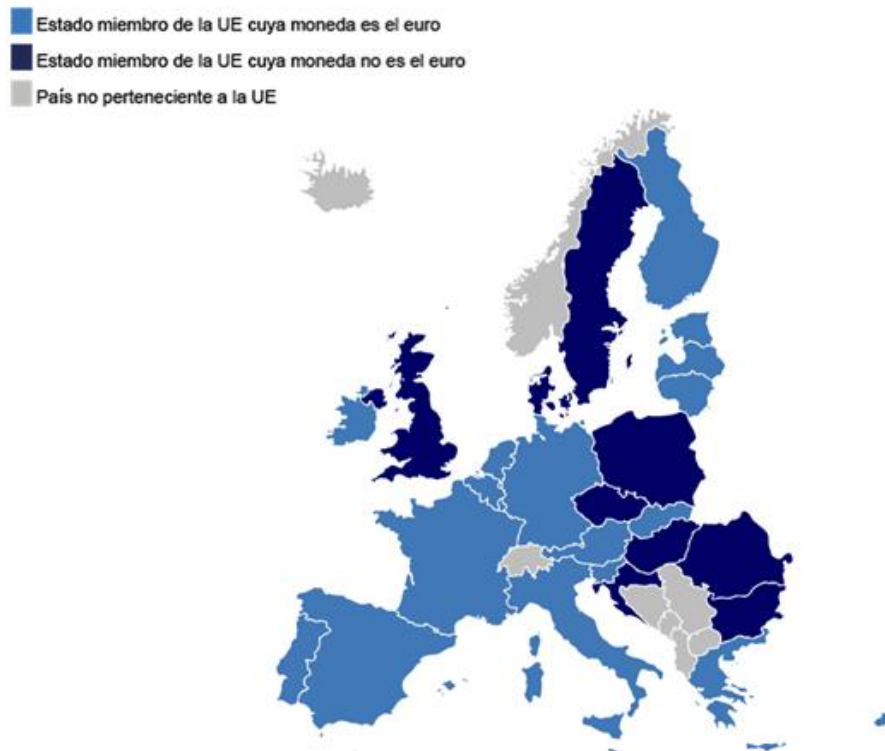 Estado miembro de la UE cuya moneda es el euro
Estado miembro de la UE cuya moneda no es el euro
País no perteneciente a la UE